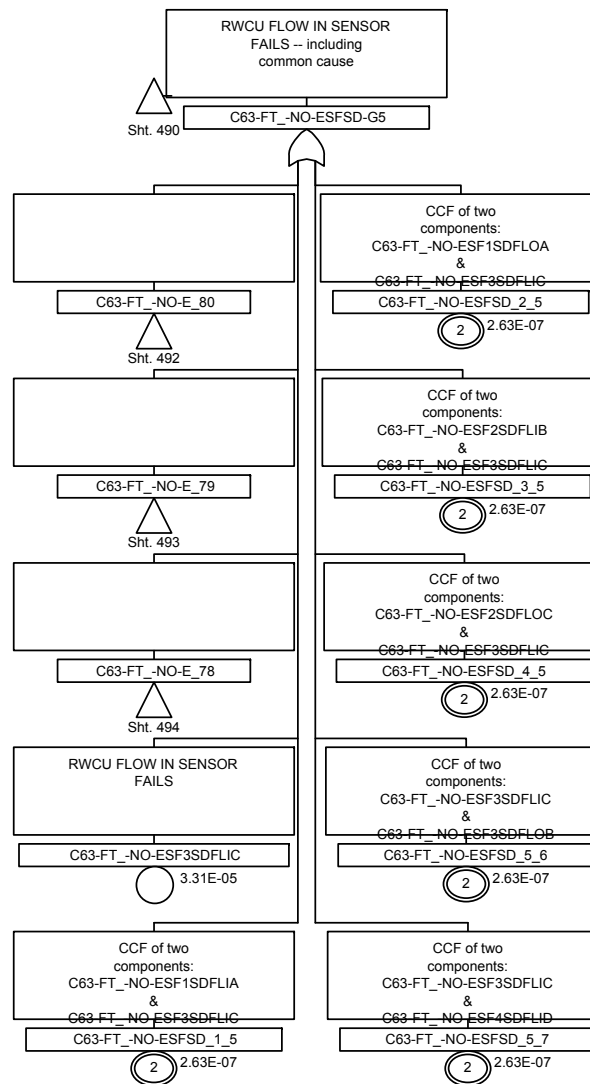 RWCU FLOW IN SENSOR
FAILS -- including
common cause
Sht. 490
C63-FT_-NO-ESFSD-G5
C63-FT_-NO-E_80
Sht. 492
CCF of two
components:
C63-FT_-NO-ESF1SDFLOA
&
C63-FT_-NO-ESF3SDFLIC
C63-FT_-NO-ESFSD_2_5
2
2.63E-07
C63-FT_-NO-E_79
Sht. 493
CCF of two
components:
C63-FT_-NO-ESF2SDFLIB
&
C63-FT_-NO-ESF3SDFLIC
C63-FT_-NO-ESFSD_3_5
2
2.63E-07
C63-FT_-NO-E_78
Sht. 494
CCF of two
components:
C63-FT_-NO-ESF2SDFLOC
&
C63-FT_-NO-ESF3SDFLIC
C63-FT_-NO-ESFSD_4_5
2
2.63E-07
RWCU FLOW IN SENSOR
FAILS
C63-FT_-NO-ESF3SDFLIC
3.31E-05
CCF of two
components:
C63-FT_-NO-ESF3SDFLIC
&
C63-FT_-NO-ESF3SDFLOB
C63-FT_-NO-ESFSD_5_6
2
2.63E-07
CCF of two
components:
C63-FT_-NO-ESF1SDFLIA
&
C63-FT_-NO-ESF3SDFLIC
C63-FT_-NO-ESFSD_1_5
2
2.63E-07
CCF of two
components:
C63-FT_-NO-ESF3SDFLIC
&
C63-FT_-NO-ESF4SDFLID
C63-FT_-NO-ESFSD_5_7
2
2.63E-07